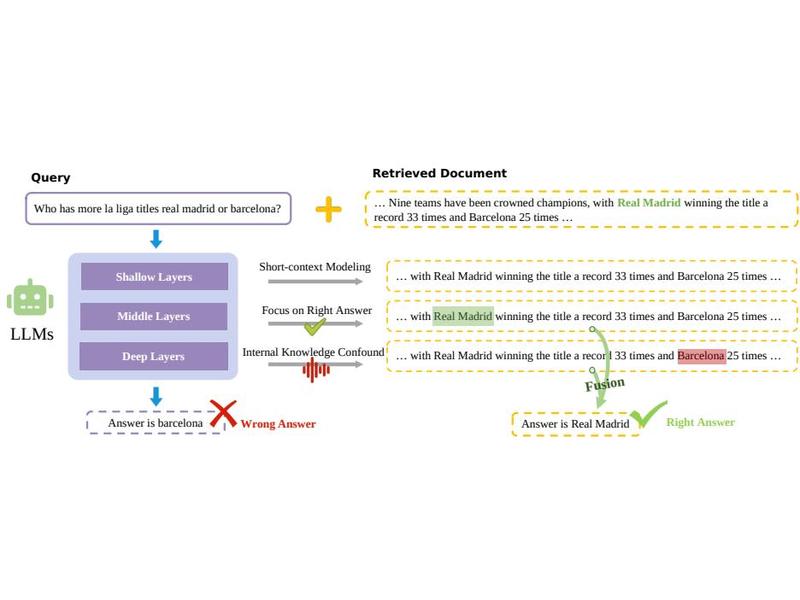 Query
Retrieved Document
Who has more la liga titles real madrid or barcelona?
… Nine teams have been crowned champions, with Real Madrid winning the title a
record 33 times and Barcelona 25 times …
LLMs
Shallow Layers
Middle Layers
Deep Layers
Short-context Modeling
… with Real Madrid winning the title a record 33 times and Barcelona 25 times …
Focus on Right Answer
… with Real Madrid winning the title a record 33 times and Barcelona 25 times …
Internal Knowledge Confound
… with Real Madrid winning the title a record 33 times and Barcelona 25 times …
Fusion
Answer is barcelona
Wrong Answer
Answer is Real Madrid
Right Answer